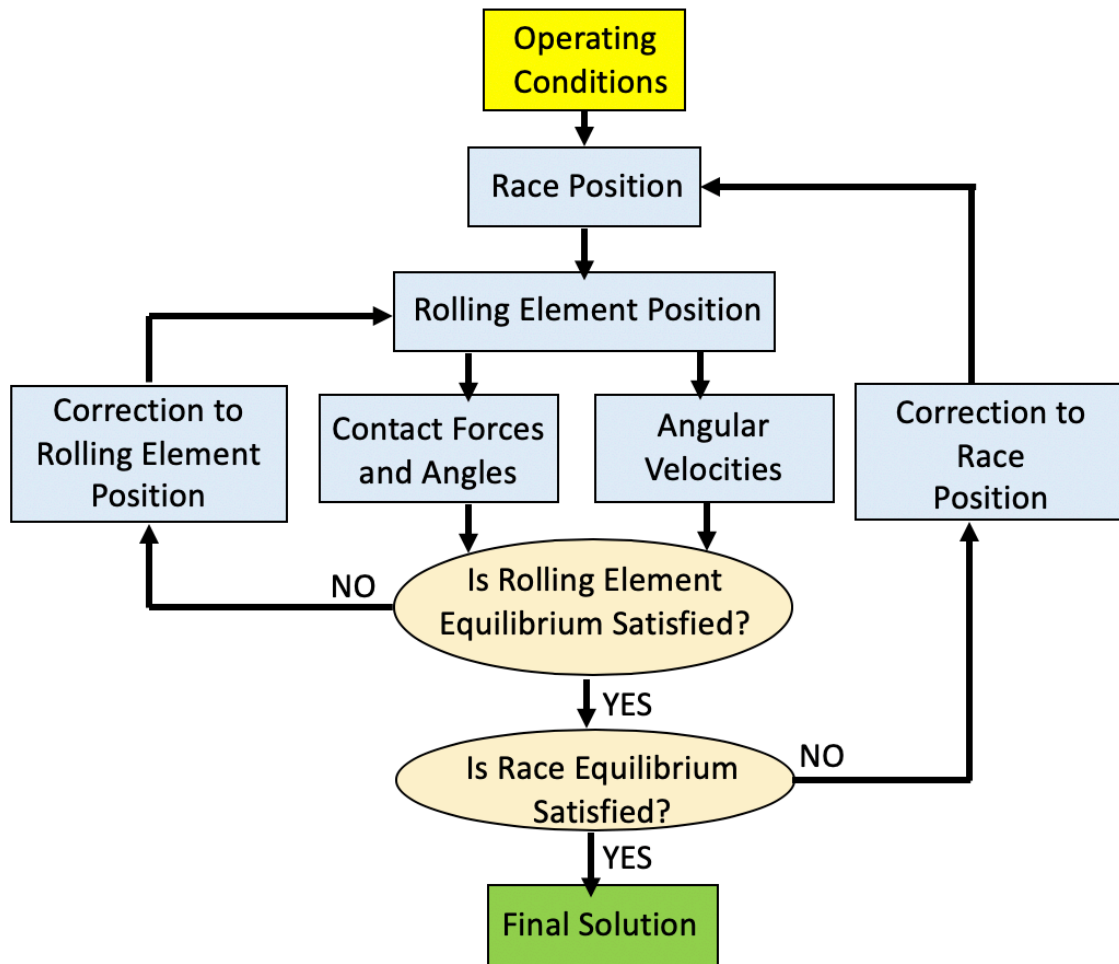 Operating
Conditions
Race Position
Rolling Element Position
Correction to
Rolling Element
Position
Contact Forces
and Angles
Angular
Velocities
Correction to
Race
Position
Is Rolling Element
Equilibrium Satisfied?
NO
YES
Is Race Equilibrium
Satisfied?
NO
YES
Final Solution